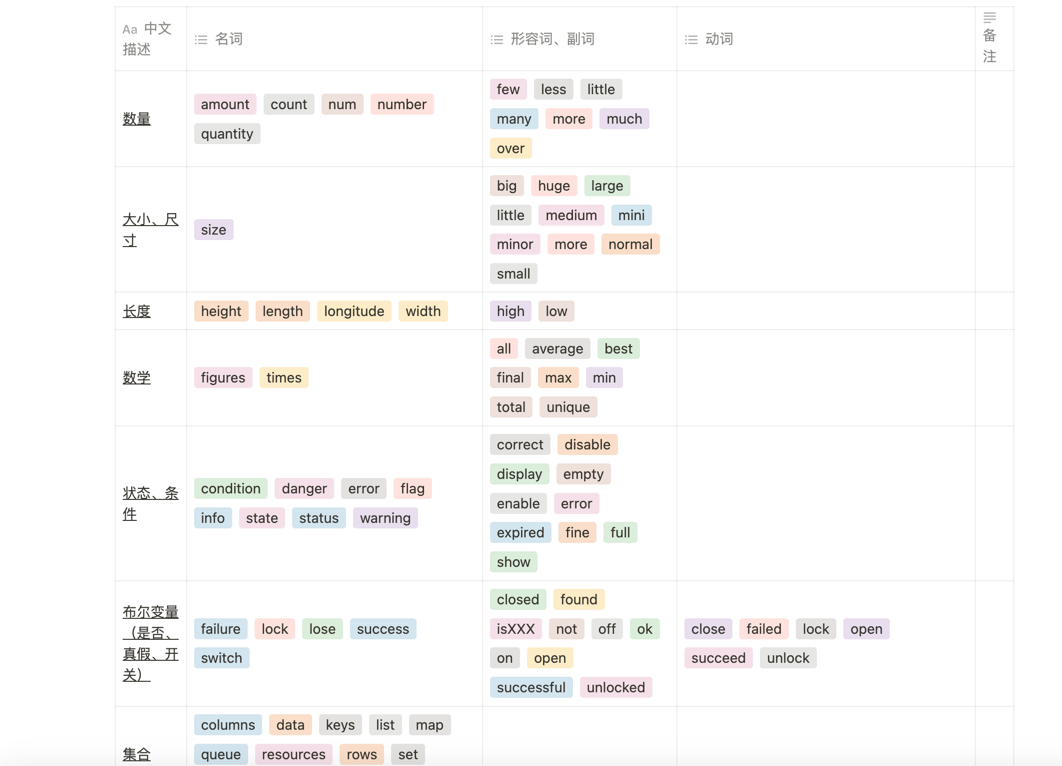 Aa 中文描述 名词 形容词、副词 动词 备注
数量 amount count num number quantity few less little many more much over
大小、尺寸 size big huge large little medium mini minor more normal small
长度 height length longitude width high low
数学 figures times all average best final max min total unique
状态、条件 condition danger error flag info state status warning correct disable display empty enable error expired fine full show
布尔变量（是否、真假、开关） failure lock lose success switch closed found isXXX not off ok on open successful unlocked close failed lock open succeed unlock
集合 columns data keys list map queue resources rows set